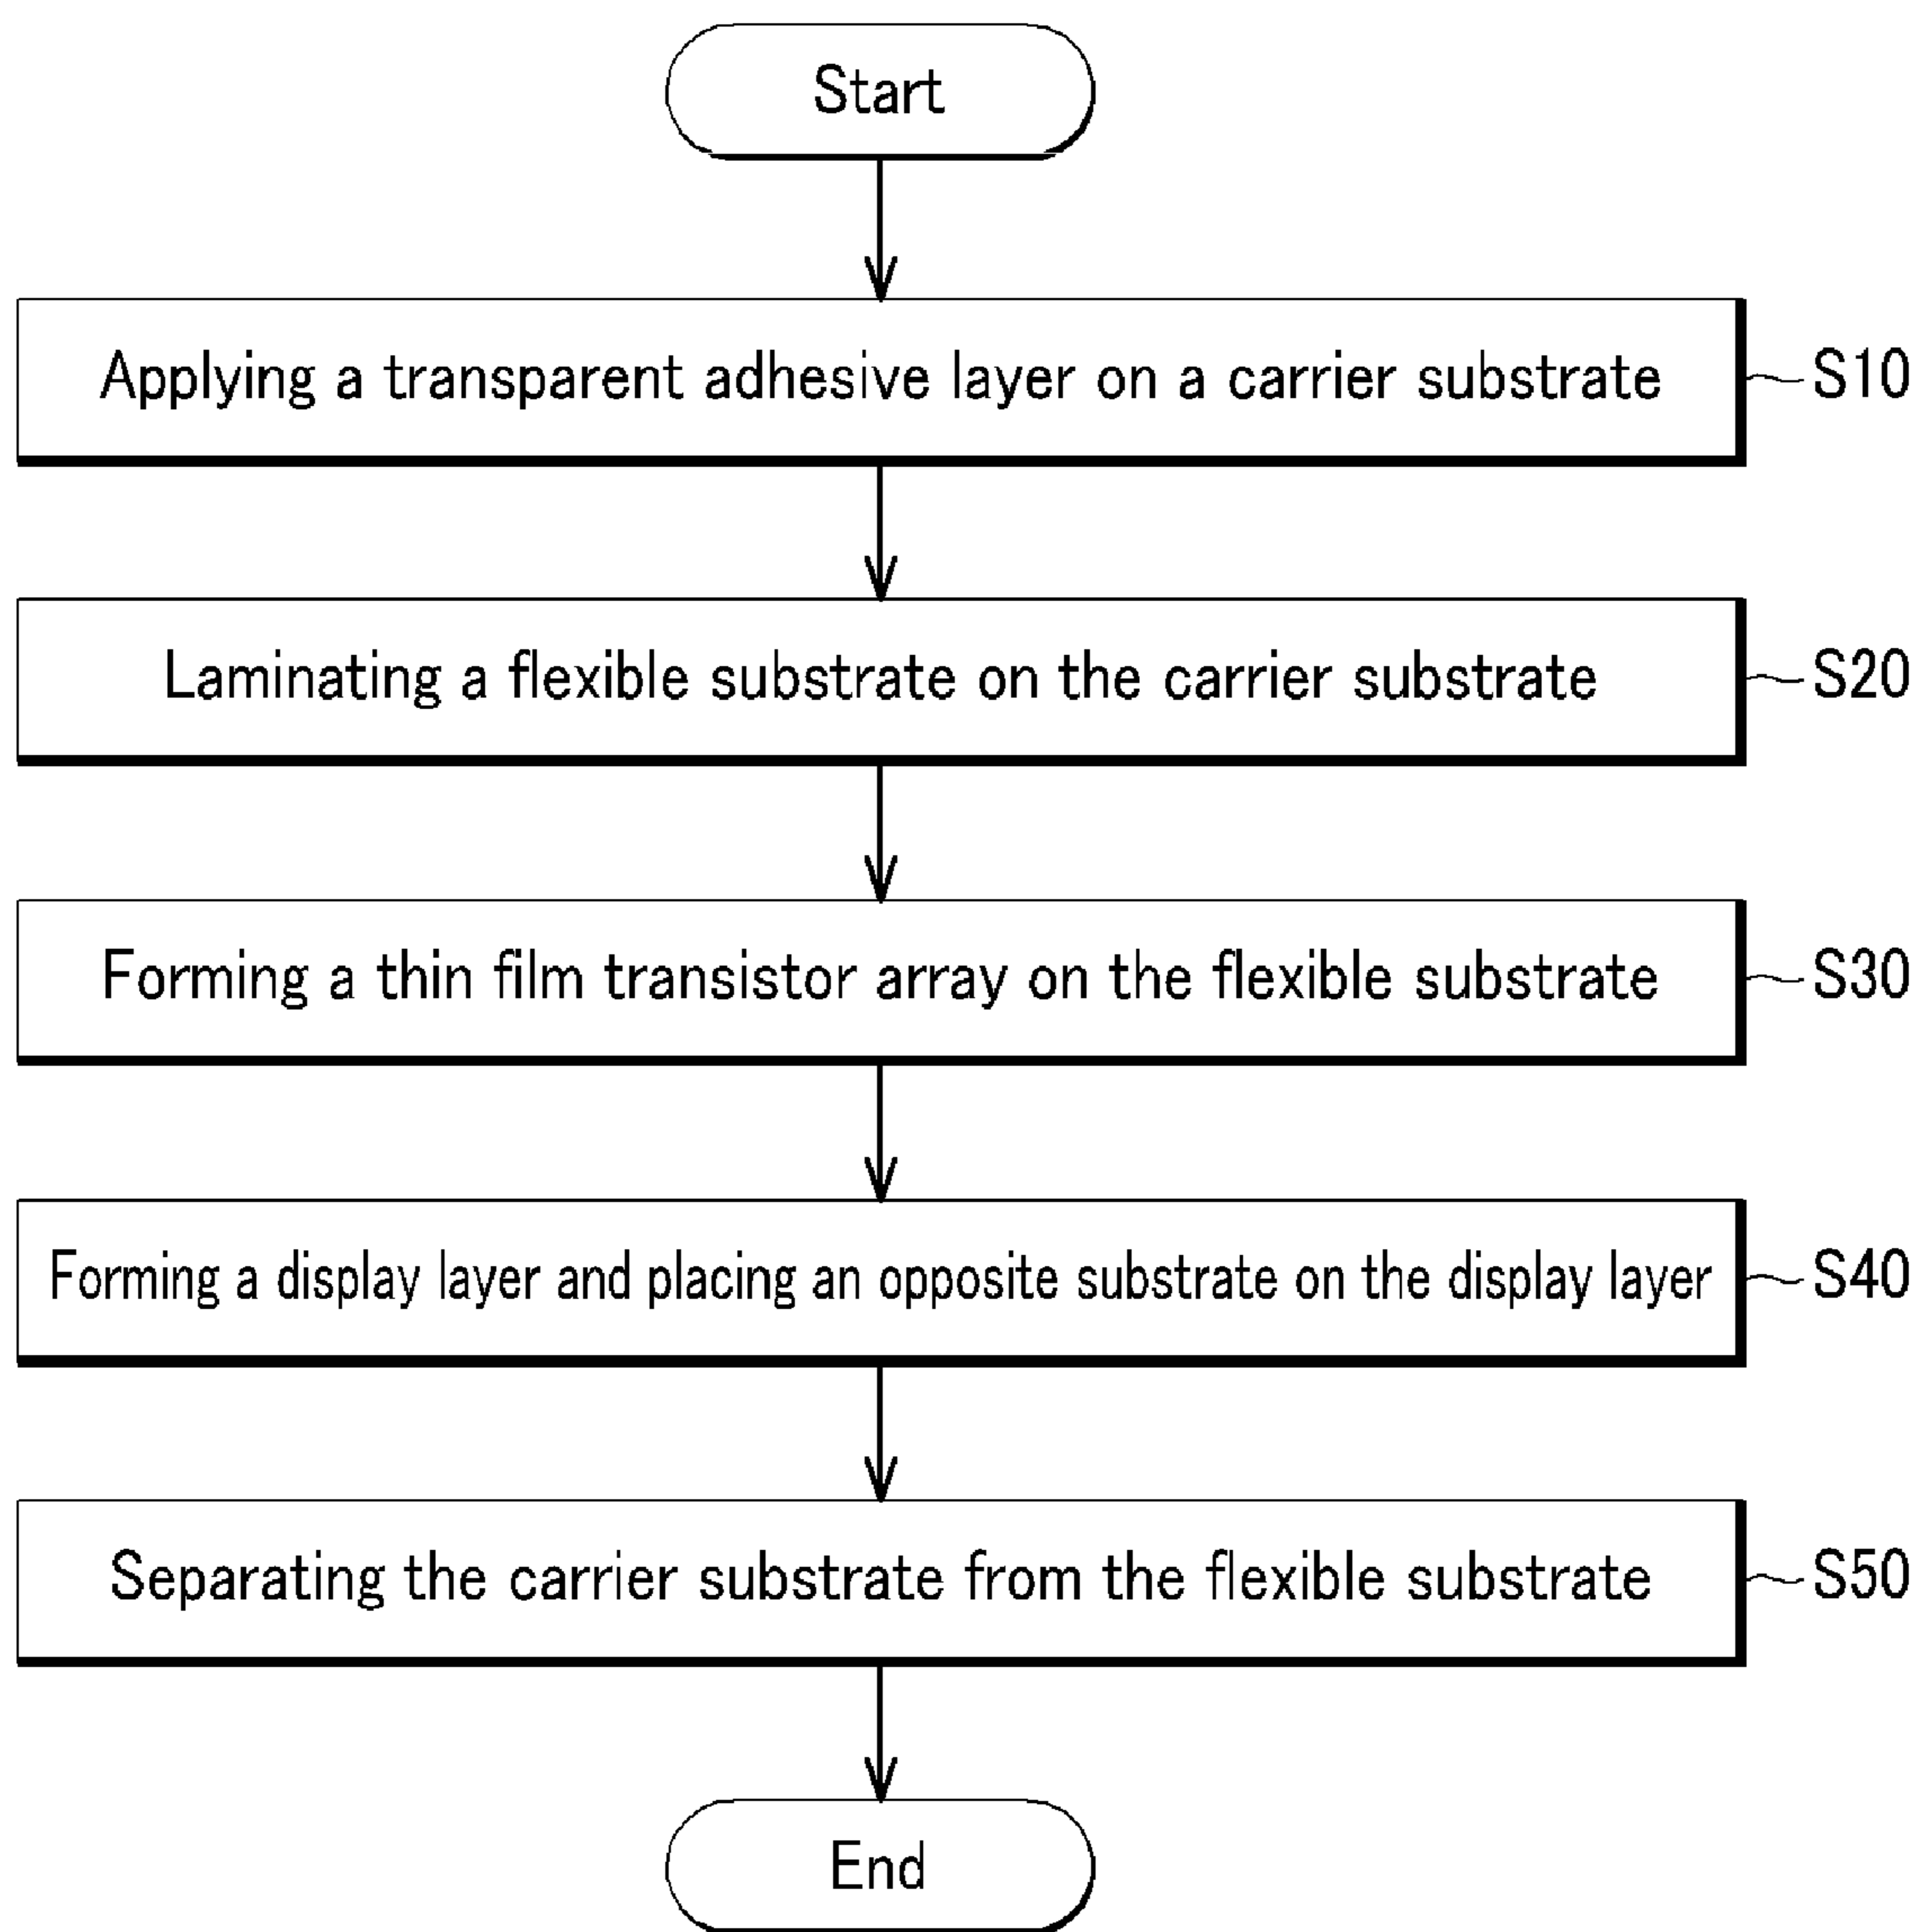 Start
Applying a transparent adhesive layer on a carrier substrate S10
Laminating a flexible substrate on the carrier substrate S20
Forming a thin film transistor array on the flexible substrate S30
Forming a display layer and placing an opposite substrate on the display layer S40
Separating the carrier substrate from the flexible substrate S50
End